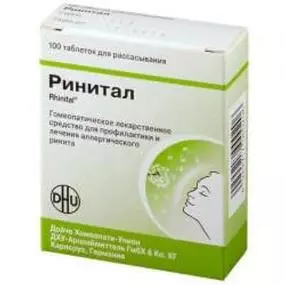 100 таблеток для рассасывания
Ринитал
Rhinital®
Гомеопатическое лекарственное
средство для профилактики и
лечения аллергического
ринита
DHU
Дойче Хомеопати-Унион
ДХУ-Арцнаймиттель ГмбХ & Ко. КГ
Карлсруэ, Германия